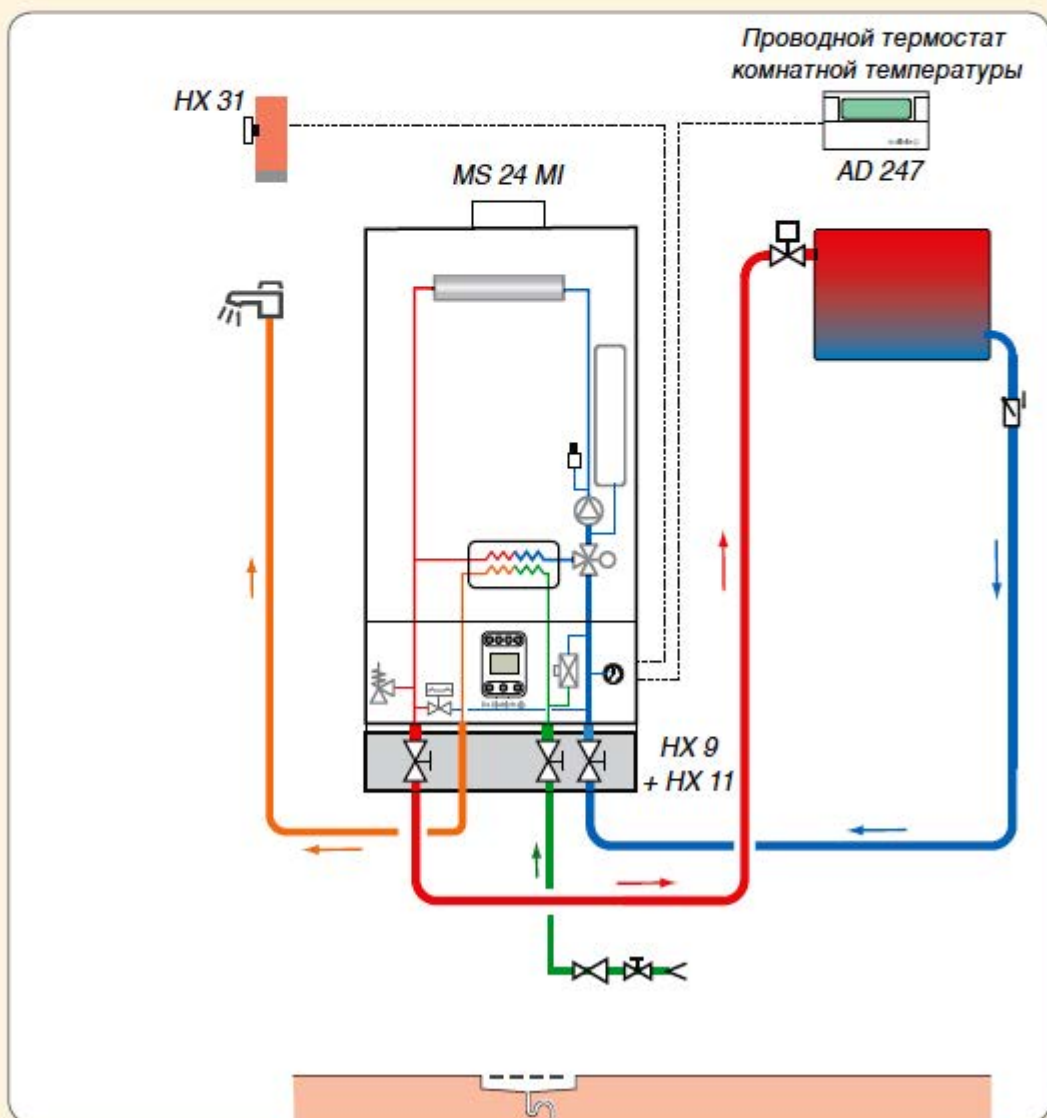 Проводной термостат
комнатной температуры
HX 31
AD 247
MS 24 MI
HX 9
+ HX 11